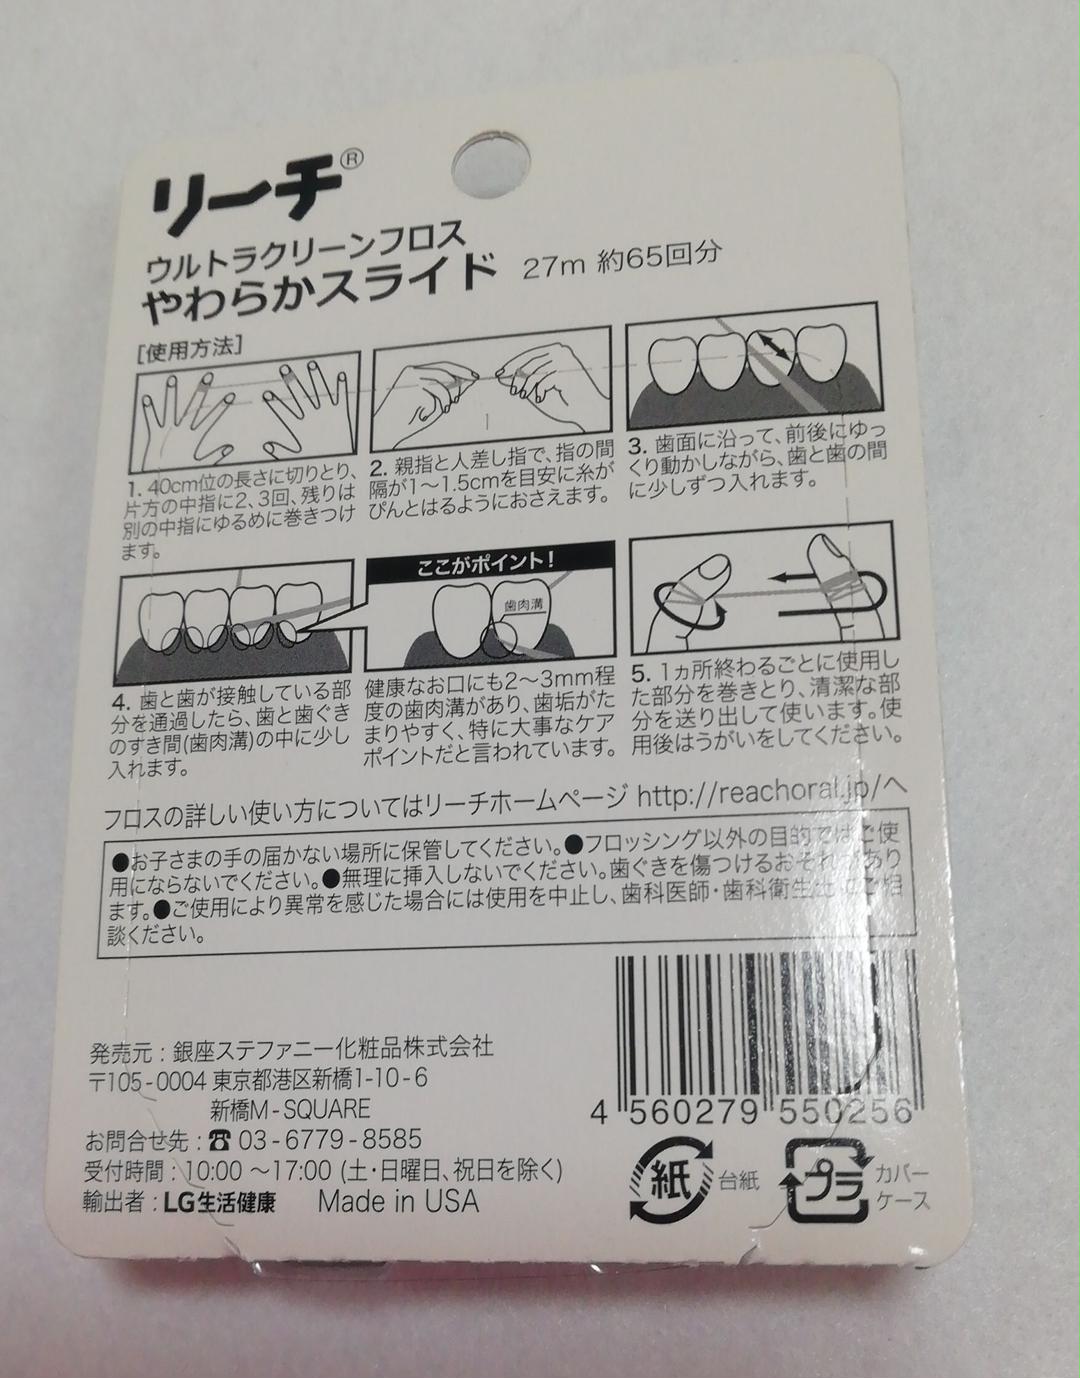 リーチ®
ウルトラクリーンフロス
やわらかスライド 27m 約65回分
[使用方法]
1. 40cm位の長さに切りとり、
片方の中指に2、3回、残りは
別の中指にゆるめに巻きつけ
ます。
2. 親指と人差し指で、指の間
隔が1～1.5cmを目安に糸が
ぴんとはるようにおさえます。
3. 歯面に沿って、前後にゆっ
くり動かしながら、歯と歯の間
に少しずつ入れます。
4. 歯と歯が接触している部
分を通過したら、歯と歯ぐき
のすき間(歯肉溝)の中に少し
入れます。
ここがポイント!
歯肉溝
健康なお口にも2～3mm程
度の歯肉溝があり、歯垢がた
まりやすく、特に大事なケア
ポイントだと言われています。
5. 1ヵ所終わるごとに使用し
た部分を巻きとり、清潔な部
分を送り出して使います。使
用後はうがいをしてください。
フロスの詳しい使い方についてはリーチホームページ http://reachoral.jp/へ
●お子さまの手の届かない場所に保管してください。●フロッシング以外の目的ではご使
用にならないでください。●無理に挿入しないでください。歯ぐきを傷つけるおそれがあり
ます。●ご使用により異常を感じた場合には使用を中止し、歯科医師・歯科衛生士にご相
談ください。
発売元 : 銀座ステファニー化粧品株式会社
〒105-0004 東京都港区新橋1-10-6
新橋M-SQUARE
お問合せ先 : ☎ 03-6779-8585
受付時間 : 10:00 ～17:00 (土・日曜日、祝日を除く)
輸出者 : LG生活健康 Made in USA
4 560279 550256
紙 台紙
プラ カバー
ケース